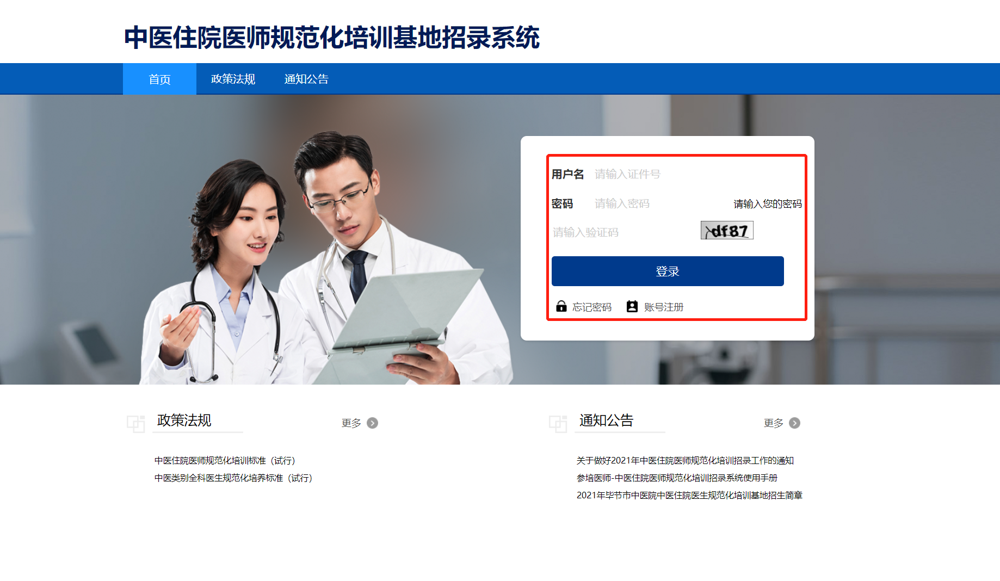 中医住院医师规范化培训基地招录系统
首页 政策法规 通知公告
用户名 请输入证件号
密码 请输入密码 请输入您的密码
请输入验证码 df87
登录
忘记密码 账号注册
政策法规 更多
中医住院医师规范化培训标准（试行）
中医类别全科医生规范化培养标准（试行）
通知公告 更多
关于做好2021年中医住院医师规范化培训招录工作的通知
参培医师-中医住院医师规范化培训招录系统使用手册
2021年毕节市中医院中医住院医生规范化培训基地招生简章